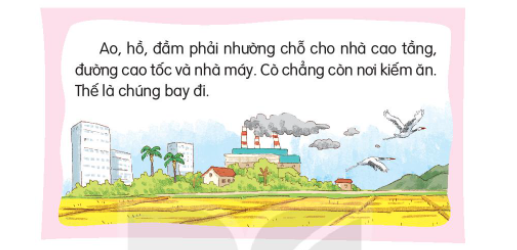 Ao, hồ, đầm phải nhường chỗ cho nhà cao tầng,
đường cao tốc và nhà máy. Cò chẳng còn nơi kiếm ăn.
Thế là chúng bay đi.